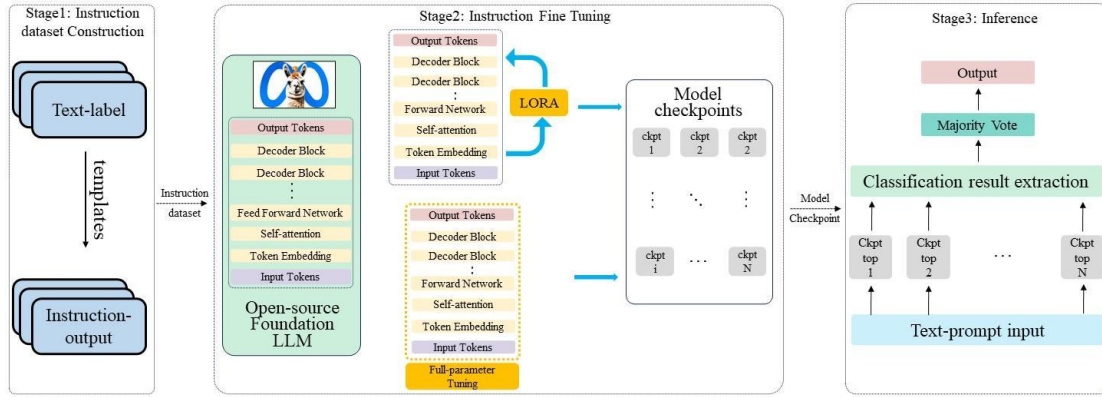 Stage1: Instruction
dataset Construction
Text-label
templates
Instruction-
output
Instruction
dataset
Stage2: Instruction Fine Tuning
Output Tokens
Decoder Block
Decoder Block
⋮
Feed Forward Network
Self-attention
Token Embedding
Input Tokens
Open-source
Foundation
LLM
Output Tokens
Decoder Block
Decoder Block
⋮
Forward Network
Self-attention
Token Embedding
Input Tokens
LORA
Output Tokens
Decoder Block
Decoder Block
⋮
Forward Network
Self-attention
Token Embedding
Input Tokens
Full-parameter
Tuning
Model
checkpoints
ckpt
1
ckpt
2
ckpt
2
⋮ ⋱ ⋮
ckpt
i
...
ckpt
N
Model
Checkpoint
Stage3: Inference
Output
Majority Vote
Classification result extraction
Ckpt
top
1
Ckpt
top
2
...
Ckpt
top
N
Text-prompt input